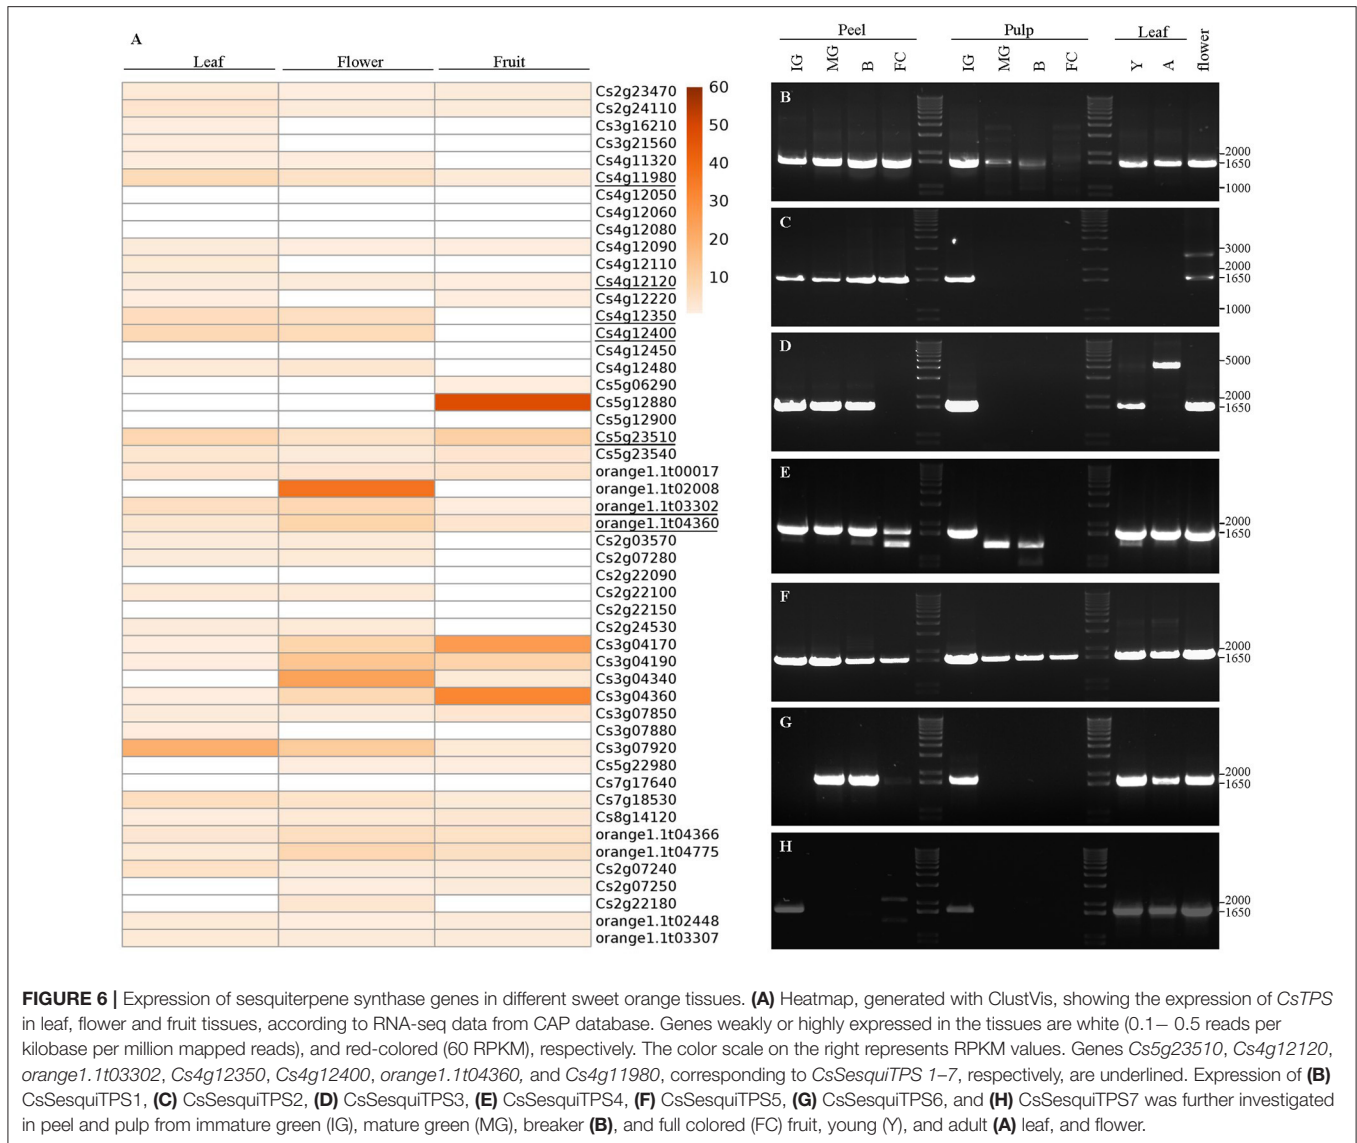 A
Leaf Flower Fruit
Cs2g23470
Cs2g24110
Cs3g16210
Cs3g21560
Cs4g11320
Cs4g11980
Cs4g12050
Cs4g12060
Cs4g12080
Cs4g12090
Cs4g12110
Cs4g12120
Cs4g12220
Cs4g12350
Cs4g12400
Cs4g12450
Cs4g12480
Cs5g06290
Cs5g12880
Cs5g12900
Cs5g23510
Cs5g23540
orange1.1t00017
orange1.1t02008
orange1.1t03302
orange1.1t04360
Cs2g03570
Cs2g07280
Cs2g22090
Cs2g22100
Cs2g22150
Cs2g24530
Cs3g04170
Cs3g04190
Cs3g04340
Cs3g04360
Cs3g07850
Cs3g07880
Cs3g07920
Cs5g22980
Cs7g17640
Cs7g18530
Cs8g14120
orange1.1t04366
orange1.1t04775
Cs2g07240
Cs2g07250
Cs2g22180
orange1.1t02448
orange1.1t03307
60
50
40
30
20
10
Peel Pulp Leaf
IG MG B FC IG MG B FC Y A flower
B
2000
1650
1000
C
3000
2000
1650
1000
D
5000
2000
1650
E
2000
1650
F
2000
1650
G
2000
1650
H
2000
1650
FIGURE 6 | Expression of sesquiterpene synthase genes in different sweet orange tissues. (A) Heatmap, generated with ClustVis, showing the expression of CsTPS
in leaf, flower and fruit tissues, according to RNA-seq data from CAP database. Genes weakly or highly expressed in the tissues are white (0.1– 0.5 reads per
kilobase per million mapped reads), and red-colored (60 RPKM), respectively. The color scale on the right represents RPKM values. Genes Cs5g23510, Cs4g12120,
orange1.1t03302, Cs4g12350, Cs4g12400, orange1.1t04360, and Cs4g11980, corresponding to CsSesquiTPS 1–7, respectively, are underlined. Expression of (B)
CsSesquiTPS1, (C) CsSesquiTPS2, (D) CsSesquiTPS3, (E) CsSesquiTPS4, (F) CsSesquiTPS5, (G) CsSesquiTPS6, and (H) CsSesquiTPS7 was further investigated
in peel and pulp from immature green (IG), mature green (MG), breaker (B), and full colored (FC) fruit, young (Y), and adult (A) leaf, and flower.